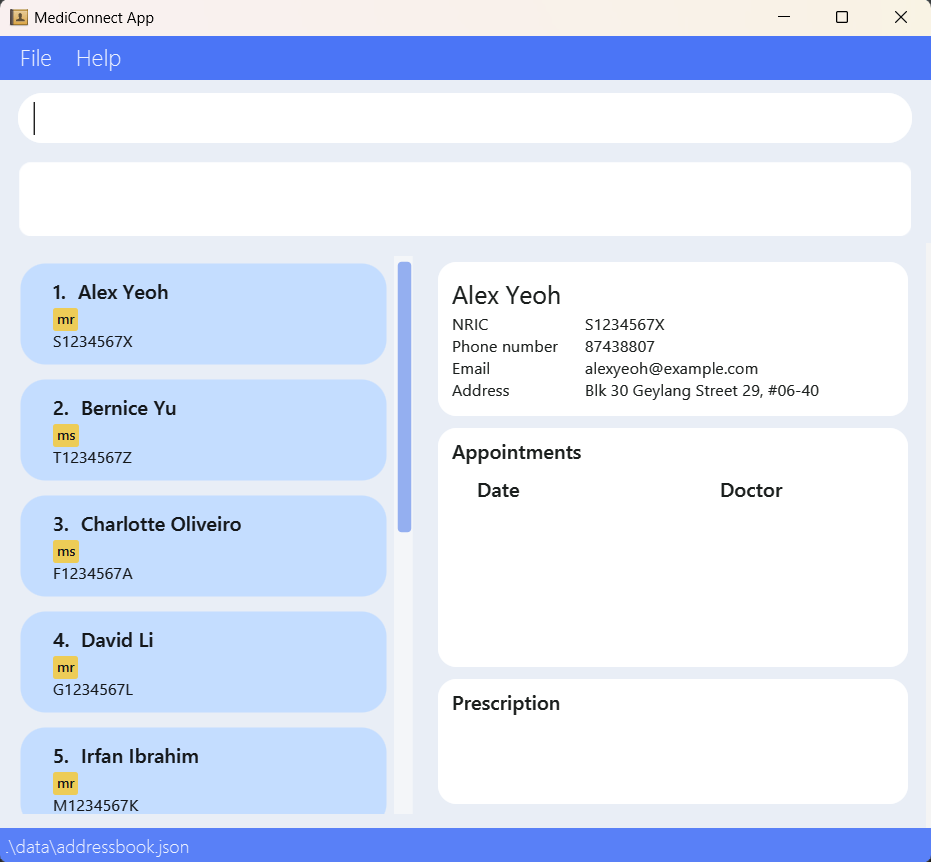 MediConnect App
File Help
1. Alex Yeoh
mr
S1234567X
2. Bernice Yu
ms
T1234567Z
3. Charlotte Oliveiro
ms
F1234567A
4. David Li
mr
G1234567L
5. Irfan Ibrahim
mr
M1234567K
Alex Yeoh
NRIC S1234567X
Phone number 87438807
Email alexyeoh@example.com
Address Blk 30 Geylang Street 29, #06-40
Appointments
Date Doctor
Prescription
.\data\addressbook.json